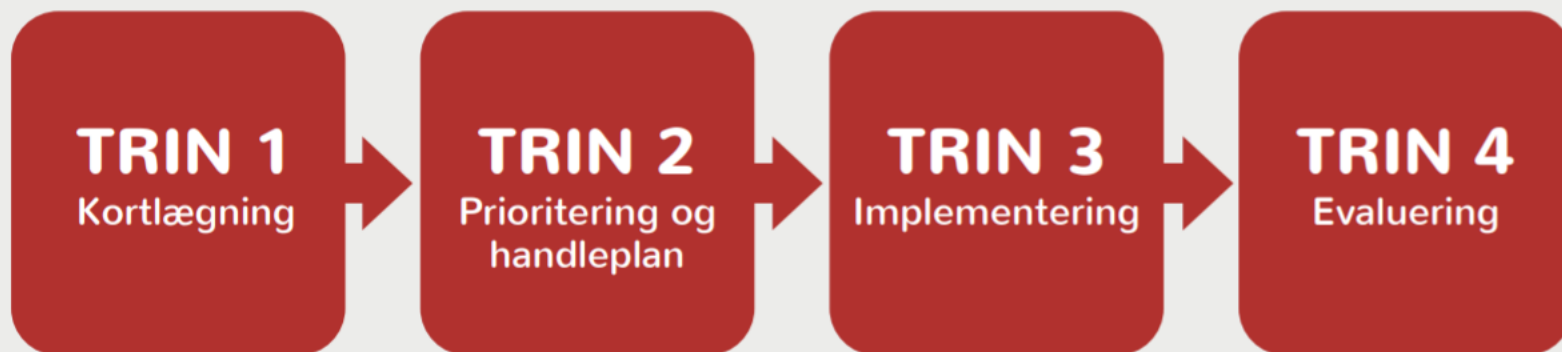 TRIN 1
Kortlægning
TRIN 2
Prioritering og
handleplan
TRIN 3
Implementering
TRIN 4
Evaluering